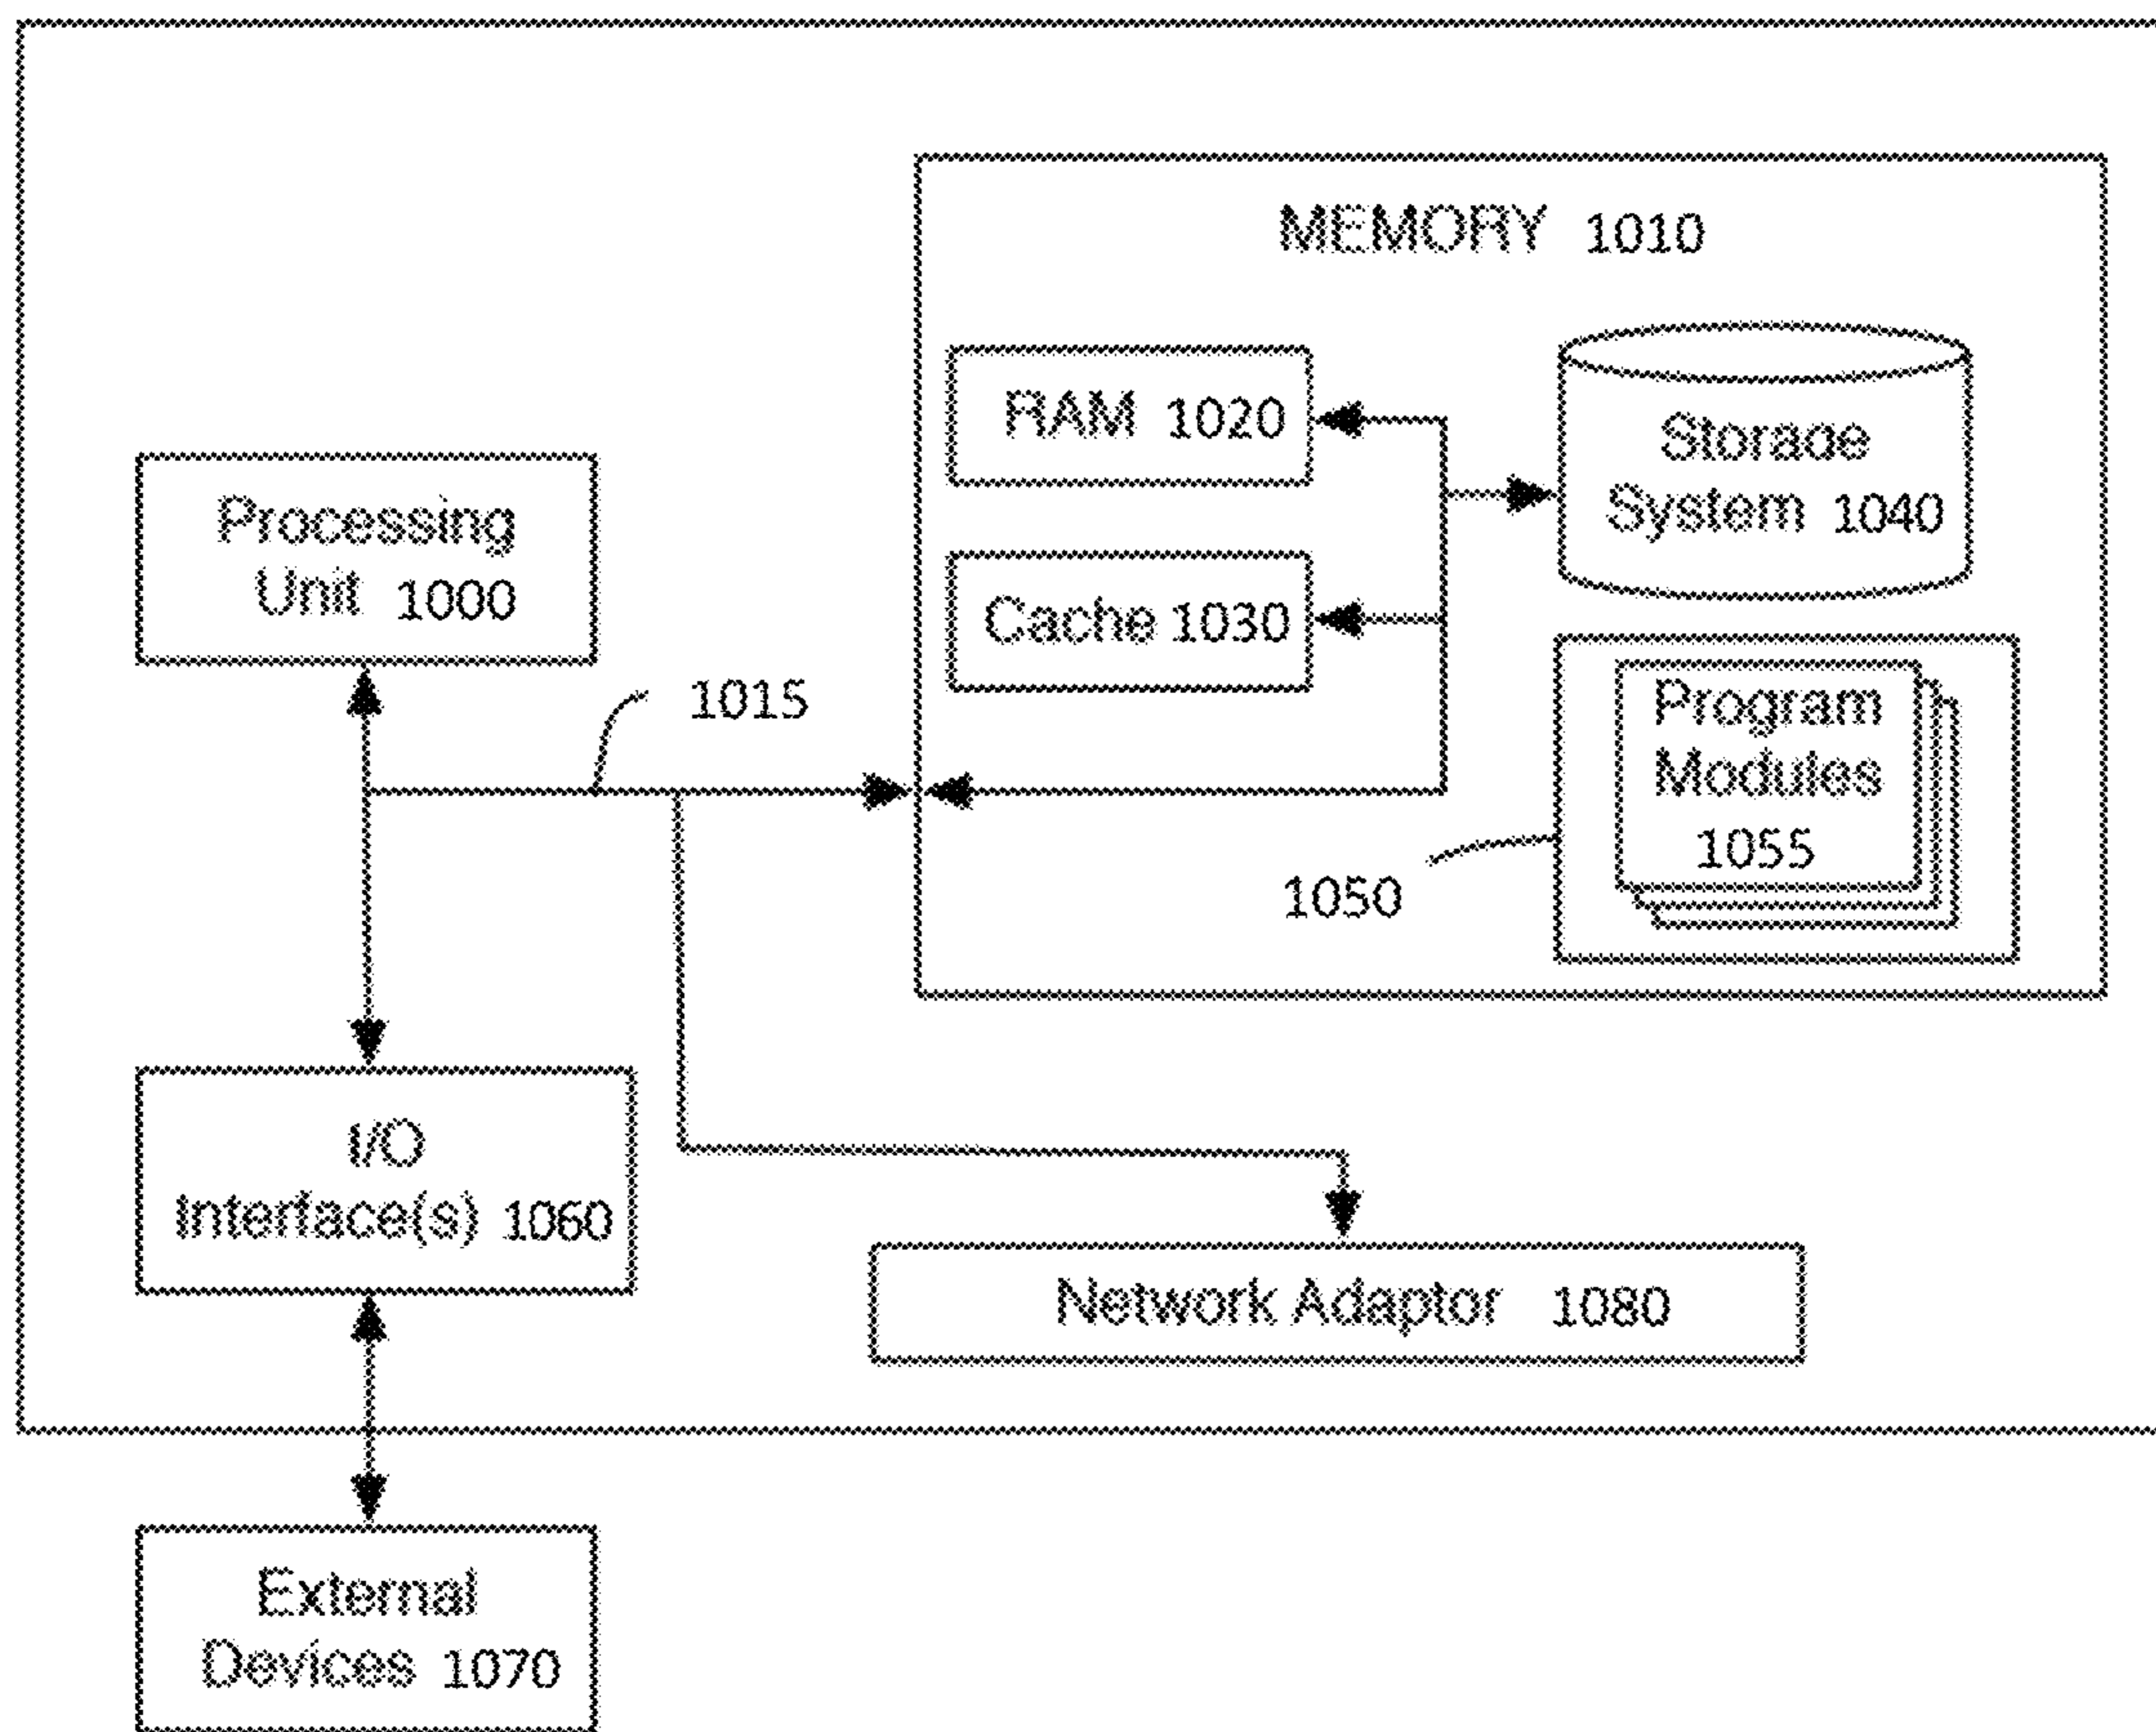 MEMORY 1010
RAM 1020
Storage
System 1040
Processing
Unit 1000
Cache 1030
1015
Program
Modules
1055
1050
I/O
Interface(s) 1060
Network Adaptor 1080
External
Devices 1070